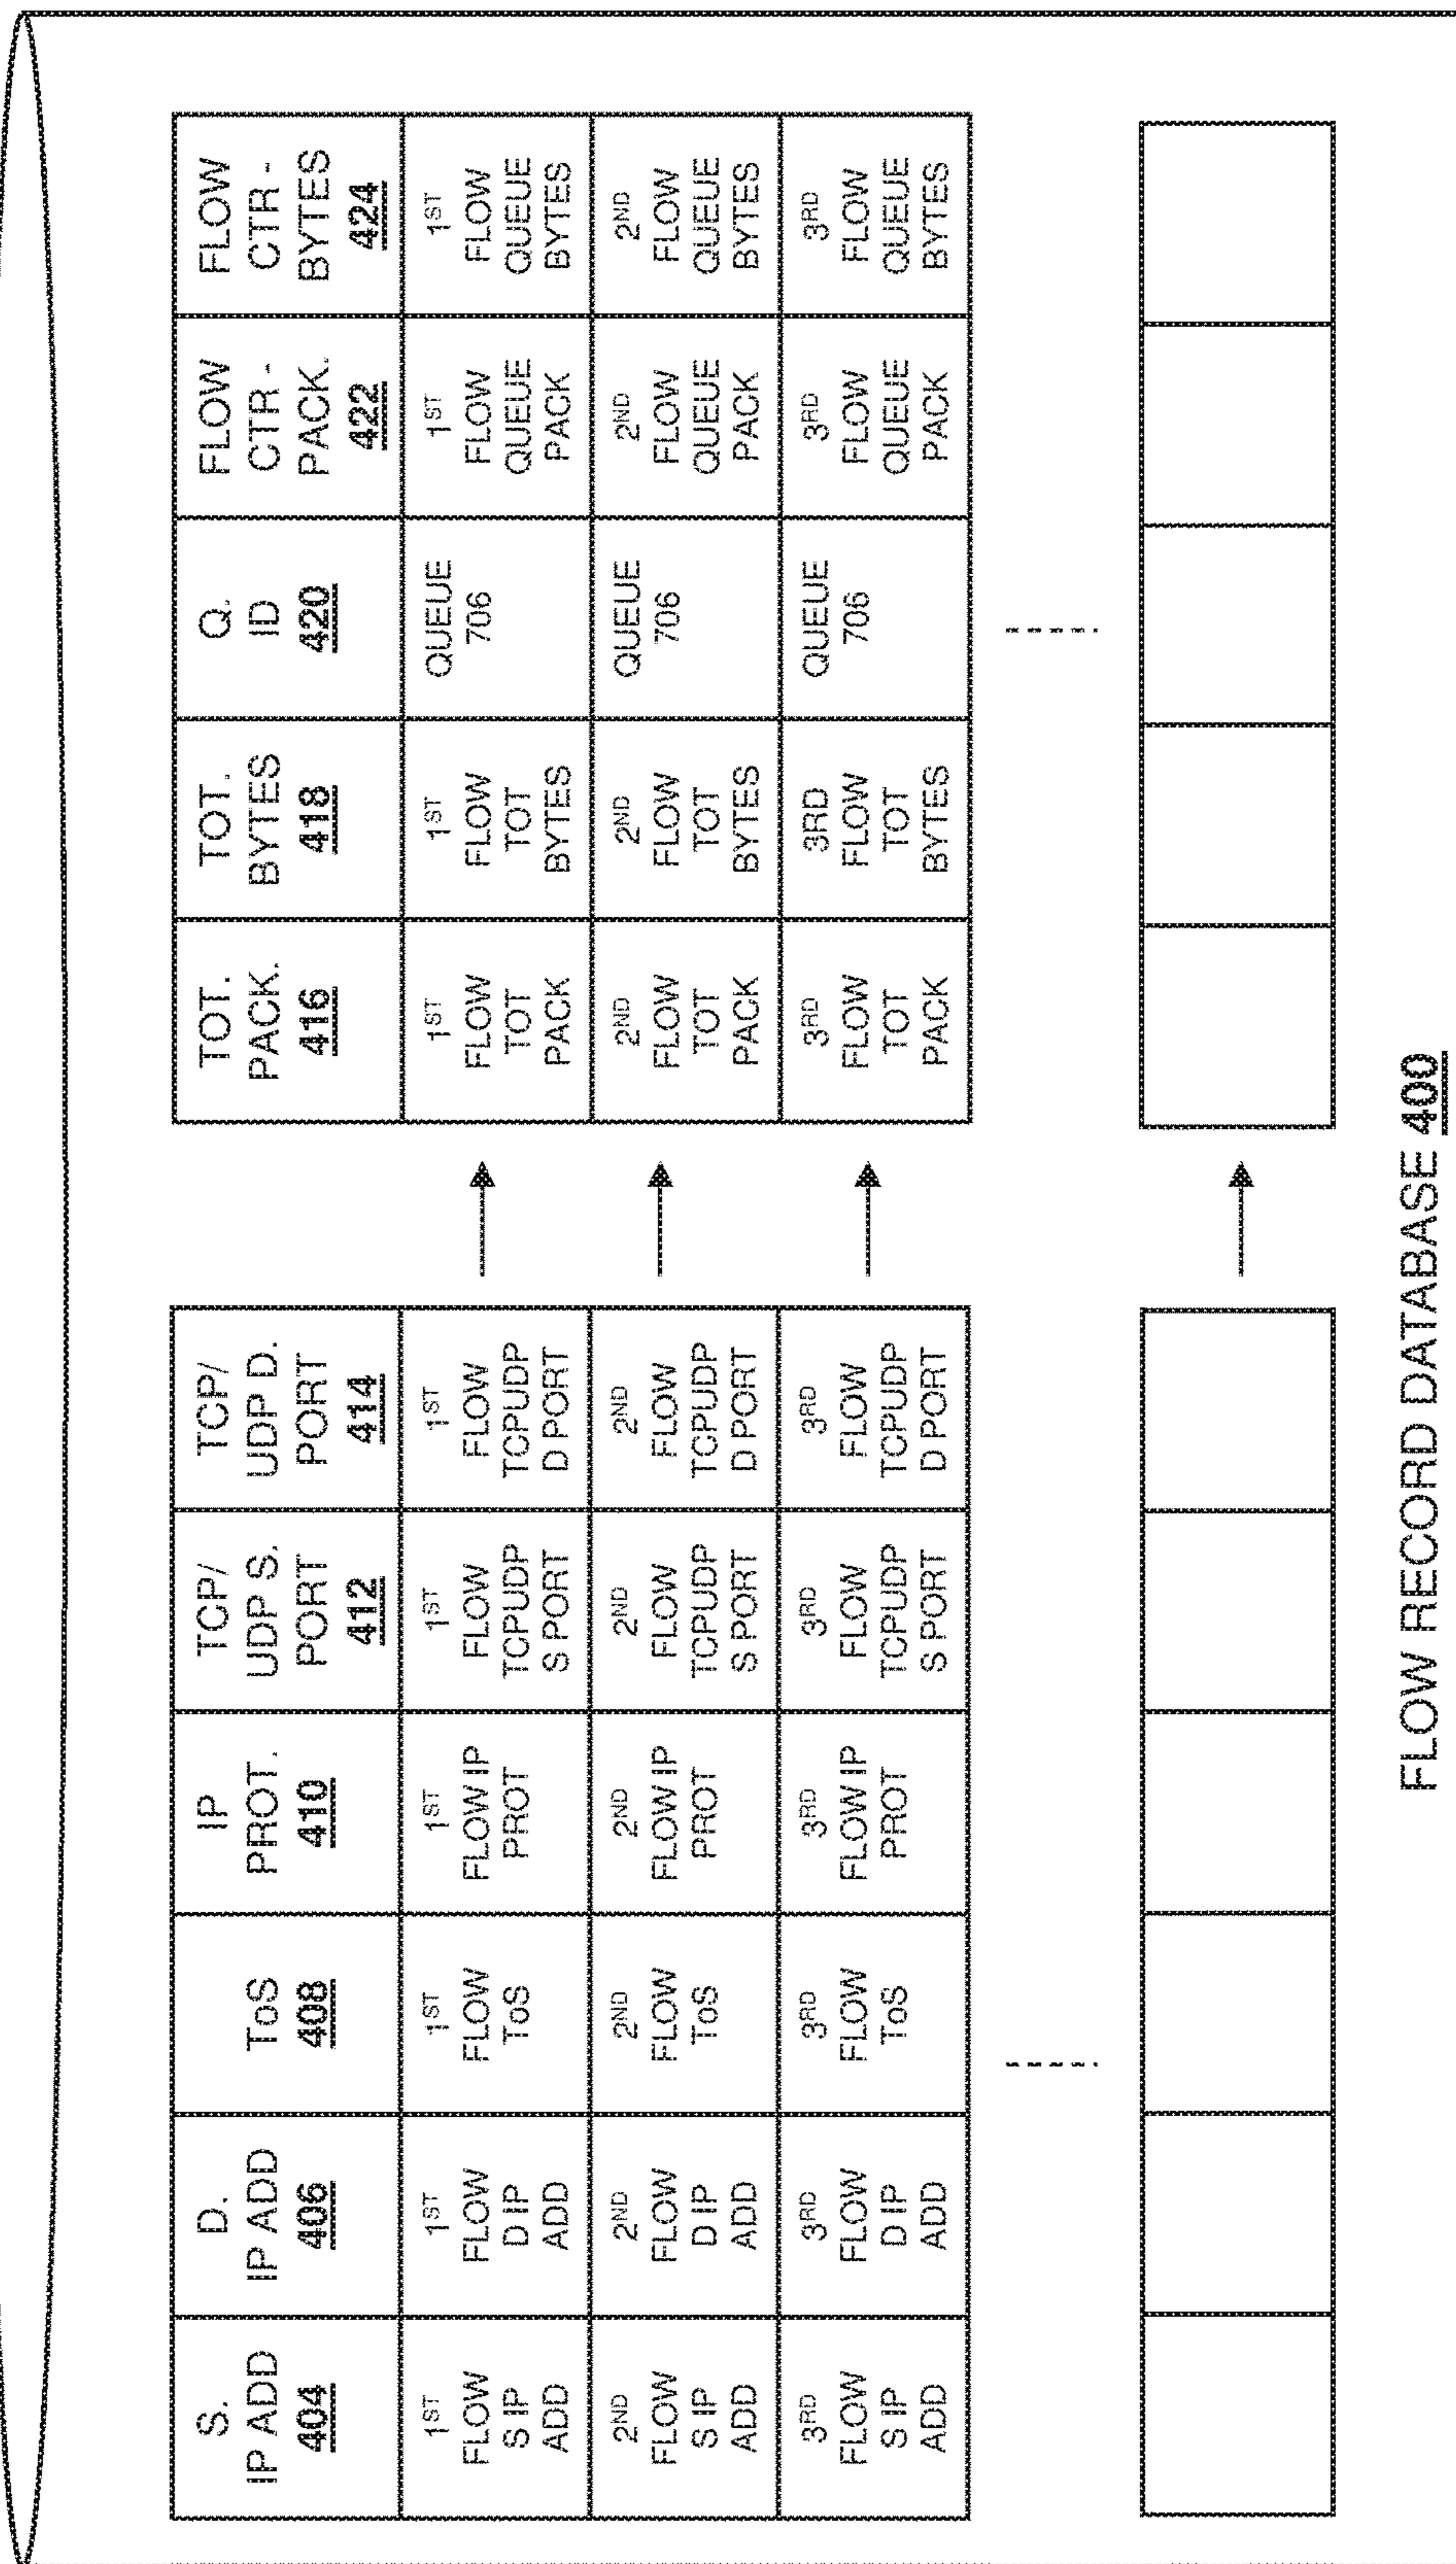 S.
IP ADD
404
D.
IP ADD
406
ToS
408
IP
PROT.
410
TCP/
UDP S.
PORT
412
TCP/
UDP D.
PORT
414
1ST
FLOW
S IP
ADD
1ST
FLOW
D IP
ADD
1ST
FLOW
ToS
1ST
FLOW IP
PROT
1ST
FLOW
TCPUDP
S PORT
1ST
FLOW
TCPUDP
D PORT
2ND
FLOW
S IP
ADD
2ND
FLOW
D IP
ADD
2ND
FLOW
ToS
2ND
FLOW IP
PROT
2ND
FLOW
TCPUDP
S PORT
2ND
FLOW
TCPUDP
D PORT
3RD
FLOW
S IP
ADD
3RD
FLOW
D IP
ADD
3RD
FLOW
ToS
3RD
FLOW IP
PROT
3RD
FLOW
TCPUDP
S PORT
3RD
FLOW
TCPUDP
D PORT
TOT.
PACK.
416
TOT.
BYTES
418
Q.
ID
420
FLOW
CTR -
PACK.
422
FLOW
CTR -
BYTES
424
1ST
FLOW
TOT
PACK
1ST
FLOW
TOT
BYTES
QUEUE
706
1ST
FLOW
QUEUE
PACK
1ST
FLOW
QUEUE
BYTES
2ND
FLOW
TOT
PACK
2ND
FLOW
TOT
BYTES
QUEUE
706
2ND
FLOW
QUEUE
PACK
2ND
FLOW
QUEUE
BYTES
3RD
FLOW
TOT
PACK
3RD
FLOW
TOT
BYTES
QUEUE
706
3RD
FLOW
QUEUE
PACK
3RD
FLOW
QUEUE
BYTES
FLOW RECORD DATABASE 400